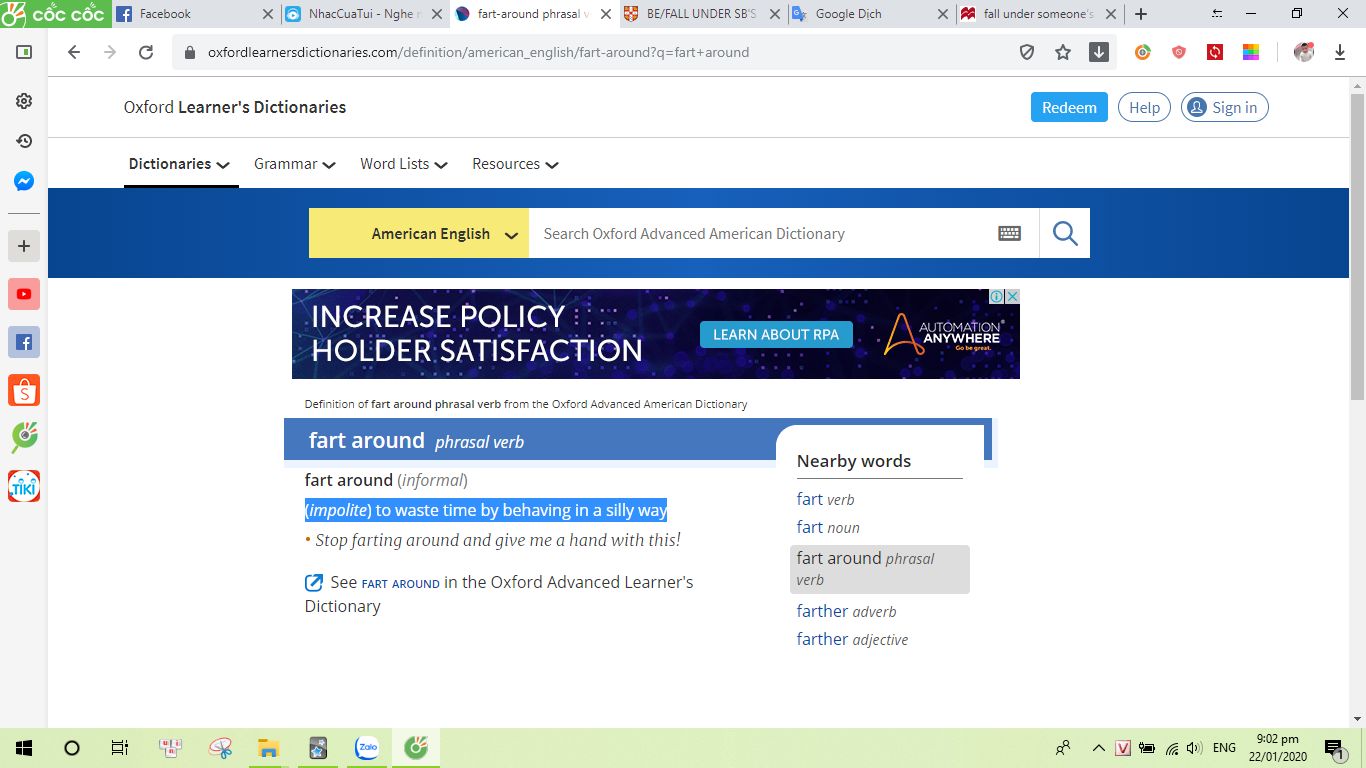 cốc cốc
Facebook
NhacCuaTui - Nghe n
fart-around phrasal v
BE/FALL UNDER SB'S
Google Dịch
fall under someone's
oxfordlearnersdictionaries.com/definition/american_english/fart-around?q=fart+around
Oxford Learner's Dictionaries
Redeem
Help
Sign in
Dictionaries
Grammar
Word Lists
Resources
American English
Search Oxford Advanced American Dictionary
INCREASE POLICY
HOLDER SATISFACTION
LEARN ABOUT RPA
AUTOMATION
ANYWHERE
Go be great.
Definition of fart around phrasal verb from the Oxford Advanced American Dictionary
fart around phrasal verb
fart around (informal)
(impolite) to waste time by behaving in a silly way
• Stop farting around and give me a hand with this!
See FART AROUND in the Oxford Advanced Learner's
Dictionary
Nearby words
fart verb
fart noun
fart around phrasal
verb
farther adverb
farther adjective
TIKI
Zalo
V
ENG
9:02 pm
22/01/2020
1